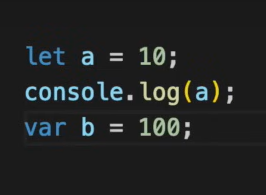 let a = 10;
console.log(a);
var b = 100;